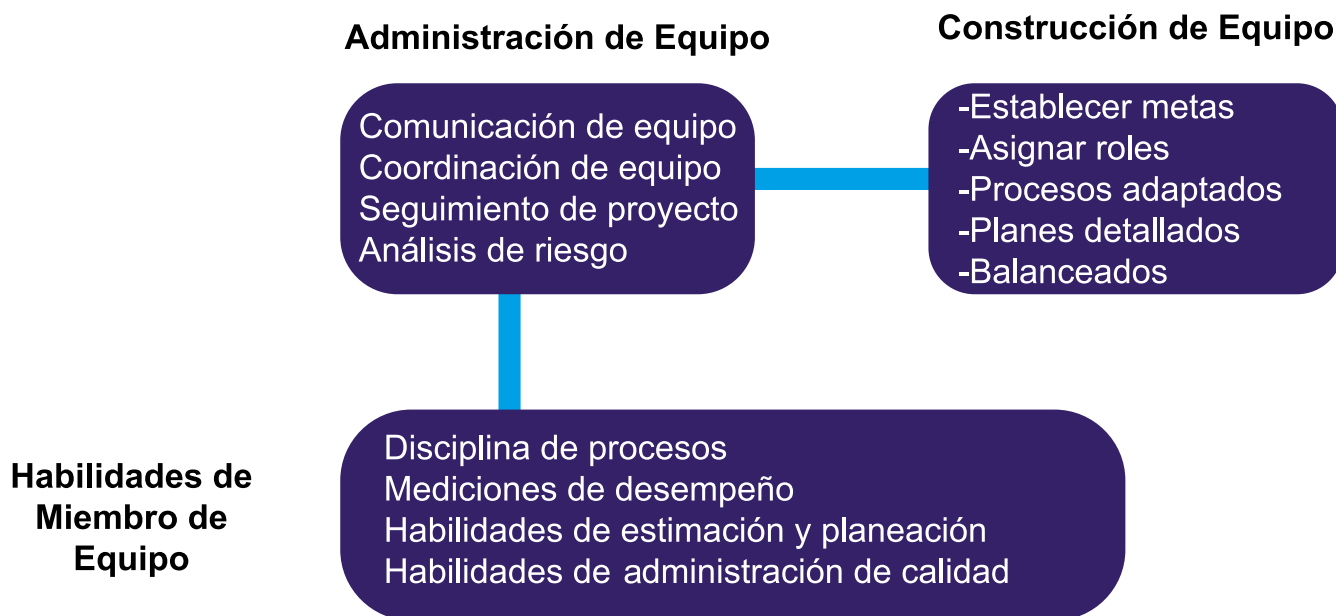 Administración de Equipo
Comunicación de equipo
Coordinación de equipo
Seguimiento de proyecto
Análisis de riesgo
Construcción de Equipo
-Establecer metas
-Asignar roles
-Procesos adaptados
-Planes detallados
-Balanceados
Habilidades de
Miembro de
Equipo
Disciplina de procesos
Mediciones de desempeño
Habilidades de estimación y planeación
Habilidades de administración de calidad